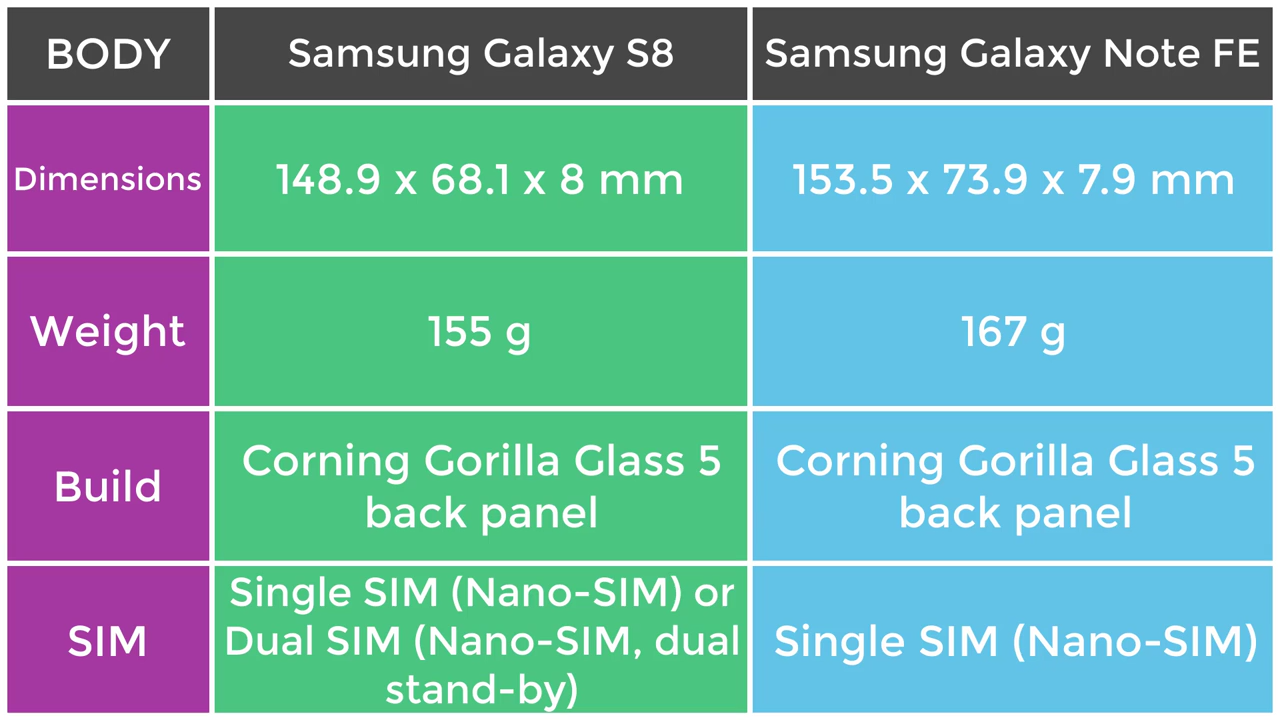 BODY
Samsung Galaxy S8
Samsung Galaxy Note FE
Dimensions
148.9 x 68.1 x 8 mm
153.5 x 73.9 x 7.9 mm
Weight
155 g
167 g
Build
Corning Gorilla Glass 5
back panel
Corning Gorilla Glass 5
back panel
SIM
Single SIM (Nano-SIM) or
Dual SIM (Nano-SIM, dual
stand-by)
Single SIM (Nano-SIM)